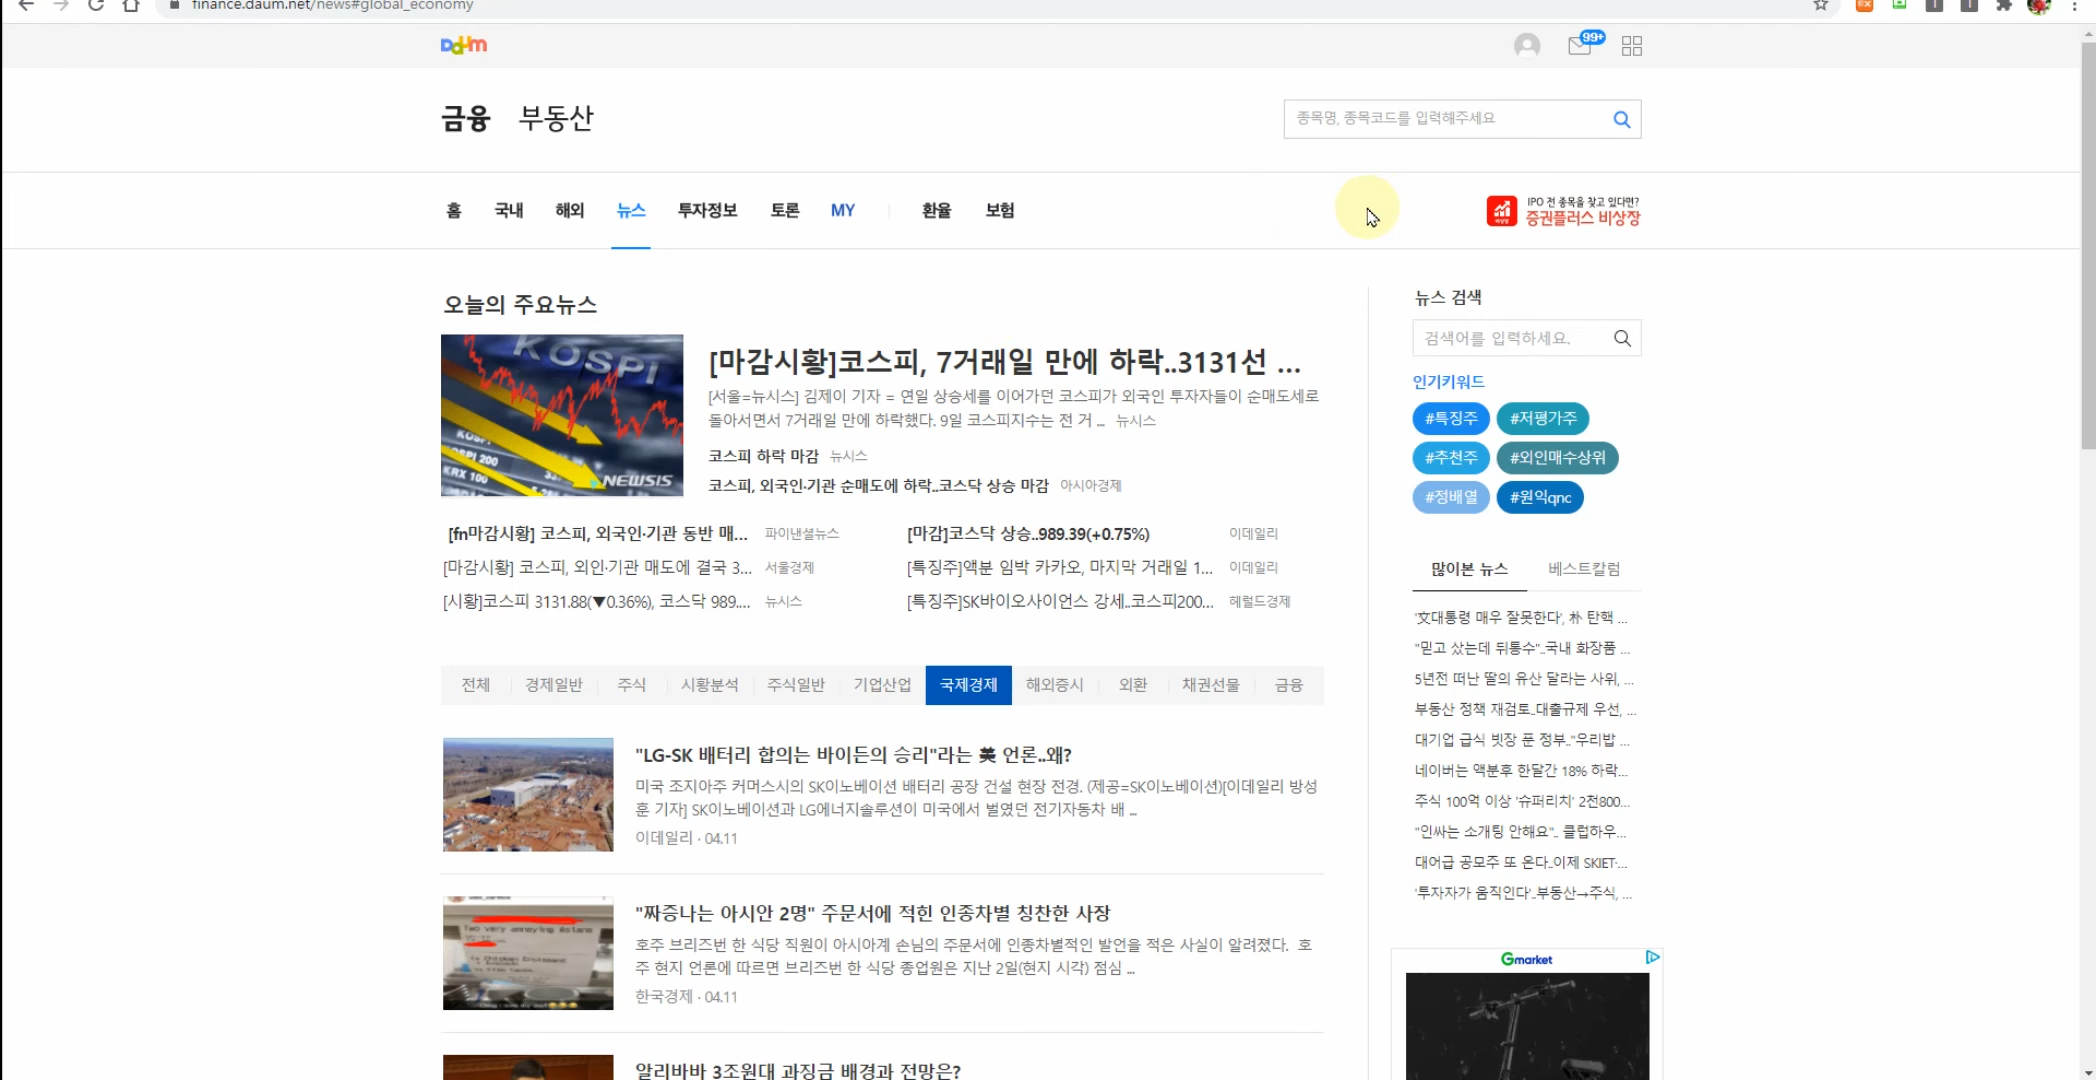 finance.daum.net/news#global_economy
Daum
99+
금융 부동산
종목명, 종목코드를 입력해주세요
홈 국내 해외 뉴스 투자정보 토론 MY 환율 보험
IPO 전 종목을 찾고 있다면?
증권플러스 비상장
오늘의 주요뉴스
KOSPI
KOSPI 200
KRX 100
NEWSIS
[마감시황]코스피, 7거래일 만에 하락..3131선 ...
[서울=뉴시스] 김제이 기자 = 연일 상승세를 이어가던 코스피가 외국인 투자자들이 순매도세로
돌아서면서 7거래일 만에 하락했다. 9일 코스피지수는 전 거 ... 뉴시스
코스피 하락 마감 뉴시스
코스피, 외국인·기관 순매도에 하락..코스닥 상승 마감 아시아경제
[fn마감시황] 코스피, 외국인·기관 동반 매... 파이낸셜뉴스
[마감시황] 코스피, 외인·기관 매도에 결국 3... 서울경제
[시황]코스피 3131.88(▼0.36%), 코스닥 989.... 뉴시스
[마감]코스닥 상승..989.39(+0.75%) 이데일리
[특징주]액분 임박 카카오, 마지막 거래일 1... 이데일리
[특징주]SK바이오사이언스 강세..코스피200... 헤럴드경제
전체 경제일반 주식 시황분석 주식일반 기업산업 국제경제 해외증시 외환 채권선물 금융
"LG-SK 배터리 합의는 바이든의 승리"라는 美 언론..왜?
미국 조지아주 커머스시의 SK이노베이션 배터리 공장 건설 현장 전경. (제공=SK이노베이션)[이데일리 방성
훈 기자] SK이노베이션과 LG에너지솔루션이 미국에서 벌였던 전기자동차 배 ...
이데일리 · 04.11
Two very annoying Asians
"짜증나는 아시안 2명" 주문서에 적힌 인종차별 칭찬한 사장
호주 브리즈번 한 식당 직원이 아시아계 손님의 주문서에 인종차별적인 발언을 적은 사실이 알려졌다. 호
주 현지 언론에 따르면 브리즈번 한 식당 종업원은 지난 2일(현지 시각) 점심 ...
한국경제 · 04.11
알리바바 3조원대 과징금 배경과 전망은?
뉴스 검색
검색어를 입력하세요.
인기키워드
#특징주 #저평가주
#추천주 #외인매수상위
#정배열 #원익qnc
많이본 뉴스 베스트칼럼
'文대통령 매우 잘못한다', 朴 탄핵 ...
"믿고 샀는데 뒤통수"..국내 화장품 ...
5년전 떠난 딸의 유산 달라는 사위, ...
부동산 정책 재검토..대출규제 우선, ...
대기업 급식 빗장 푼 정부.."우리밥 ...
네이버는 액분후 한달간 18% 하락...
주식 100억 이상 '슈퍼리치' 2천800...
"인싸는 소개팅 안해요".. 클럽하우...
대어급 공모주 또 온다..이제 SKIET·...
'투자자가 움직인다'..부동산→주식, ...
Gmarket